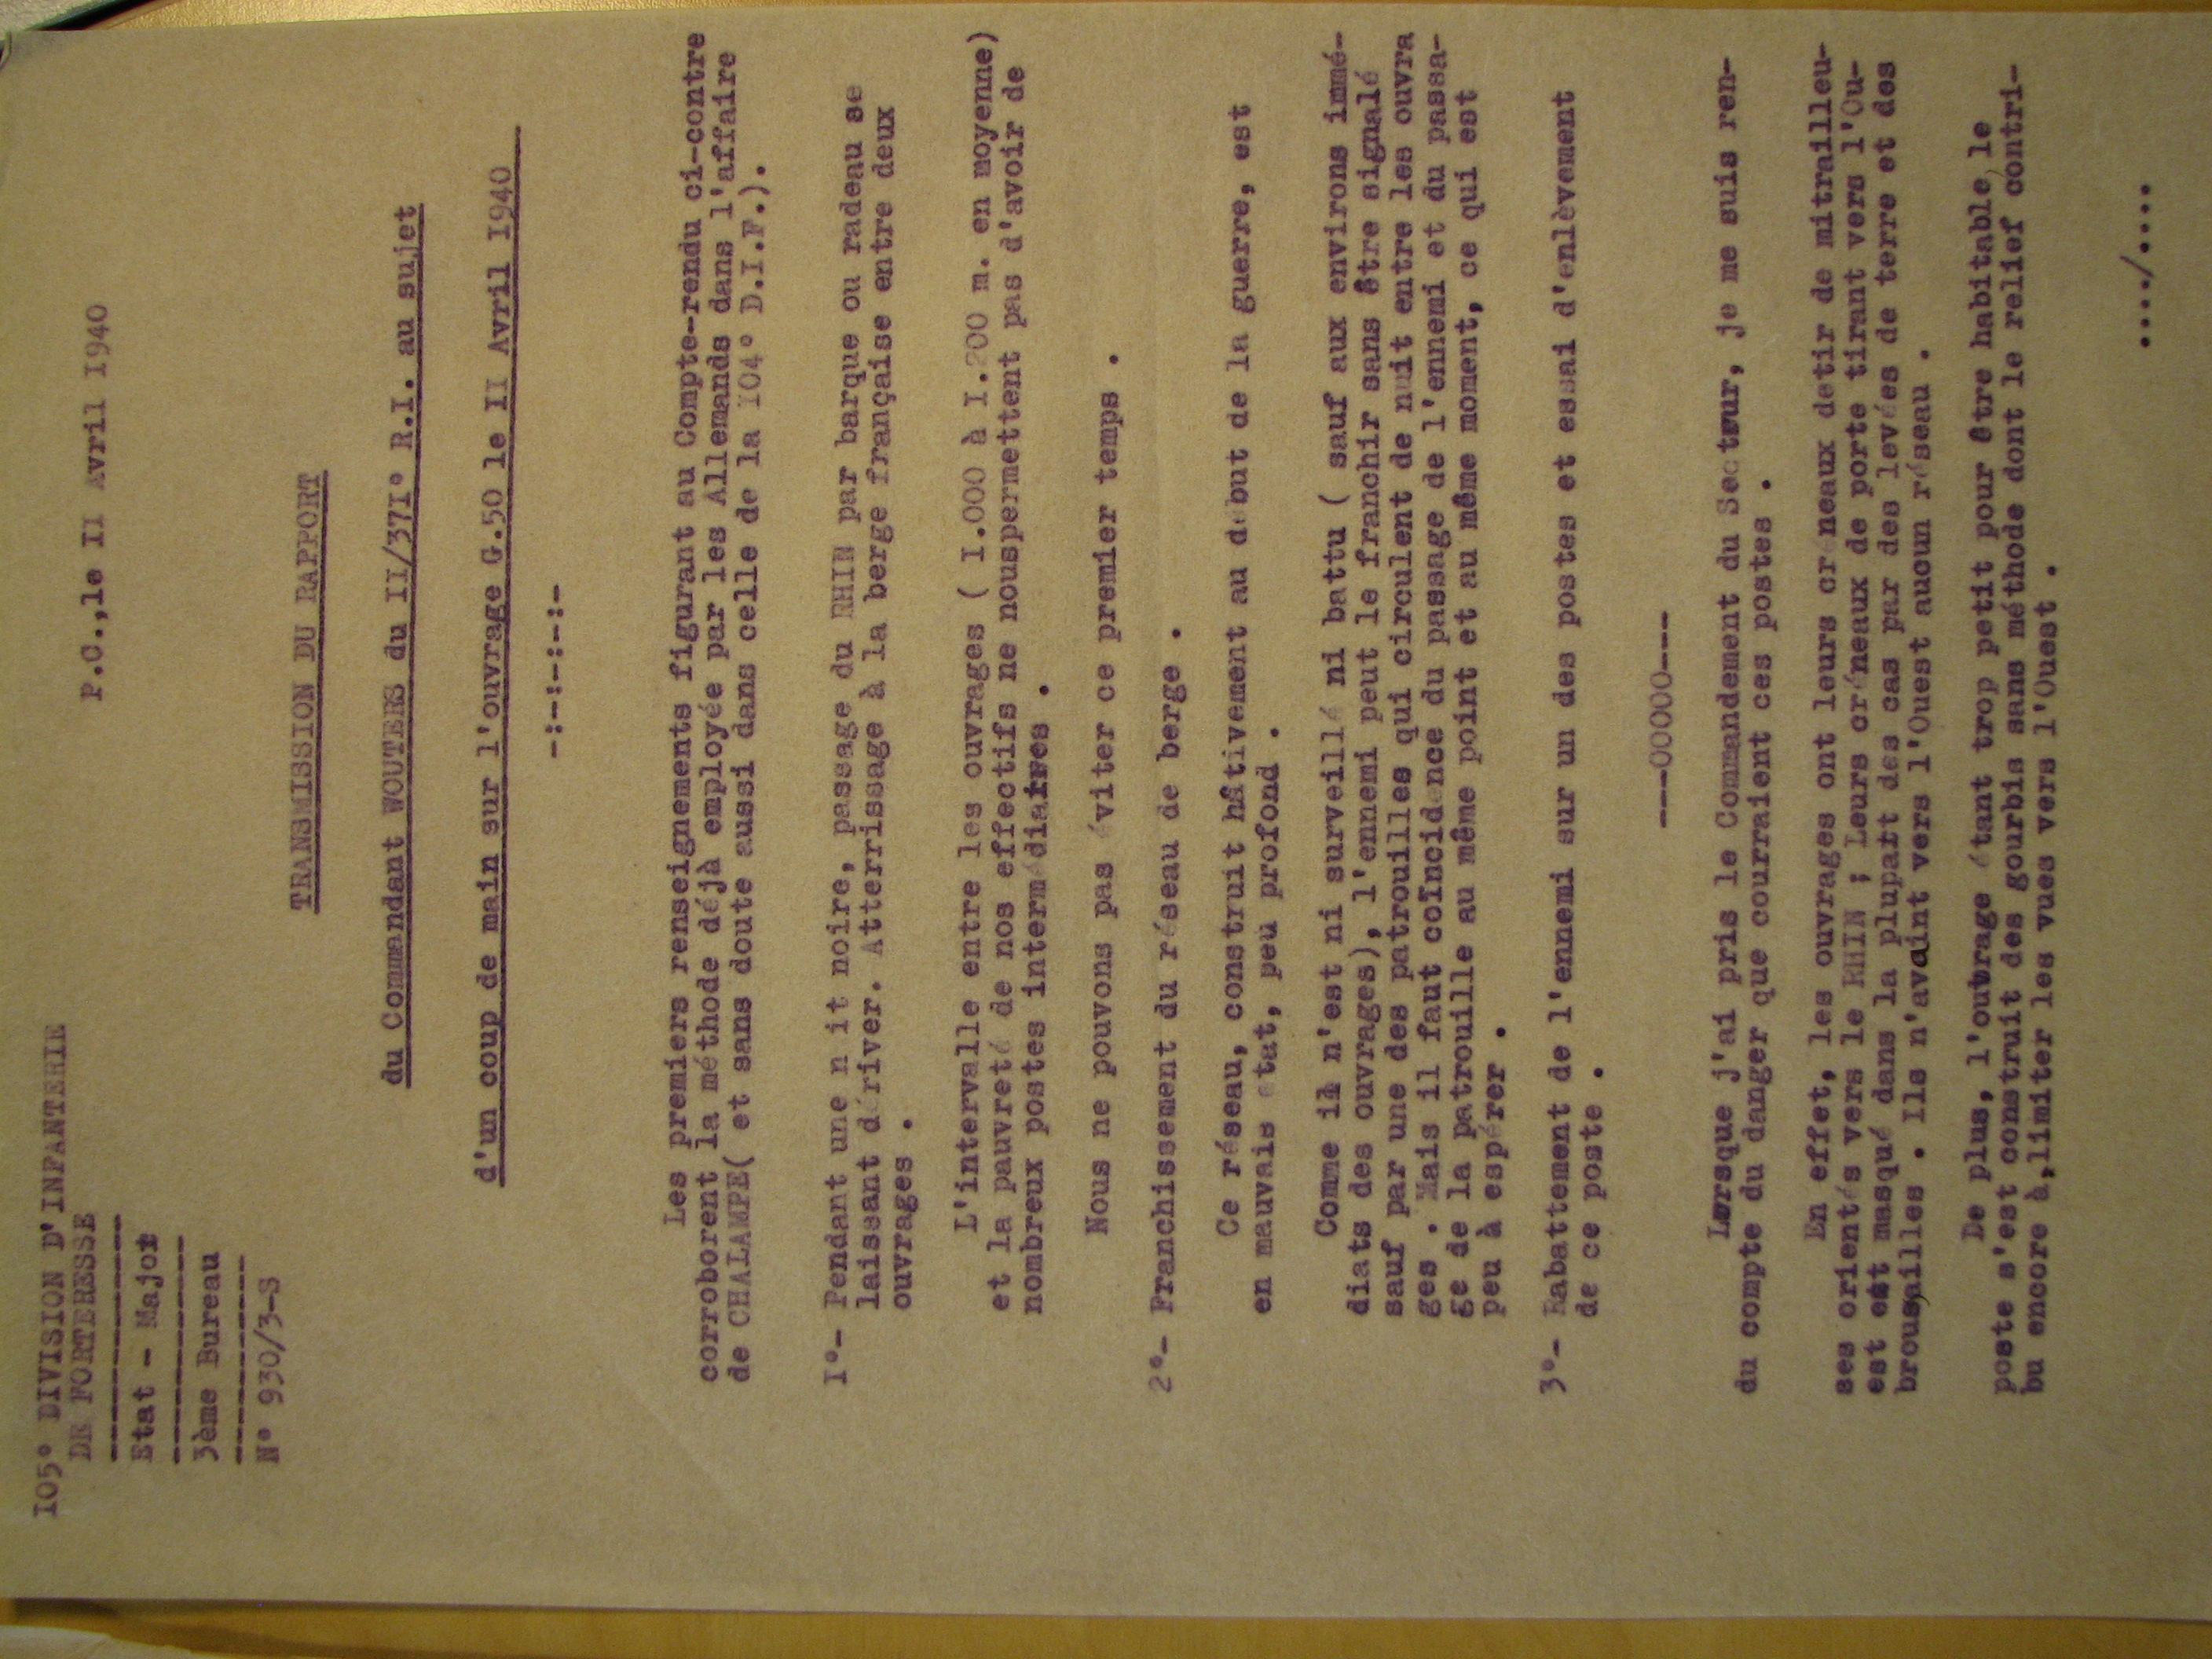 I05° DIVISION D'INFANTERIE
DE FORTERESSE
P.C.,le II Avril I940
Etat - Major
3ème Bureau
N° 930/3-S
TRANSMISSION DU RAPPORT
du Commandant WOUTERS du II/37I° R.I. au sujet
d'un coup de main sur l'ouvrage G.50 le II Avril I940
-:-:-:-:-
Les premiers renseignements figurant au Compte-rendu ci-contre
corroborent la méthode déjà employée par les Allemands dans l'affaire
de CHALAMPE( et sans doute aussi dans celle de la I04° D.I.F.).
I°- Pendant une n it noire, passage du RHIN par barque ou radeau se
laissant dériver. Atterrissage à la berge française entre deux
ouvrages .
L'intervalle entre les ouvrages ( I.000 à I.200 m. en moyenne)
et la pauvreté de nos effectifs ne nouspermettent pas d'avoir de
nombreux postes intermédiaires .
Nous ne pouvons pas éviter ce premier temps .
2°- Franchissement du réseau de berge .
Ce réseau, construit hâtivement au début de la guerre, est
en mauvais état, peu profond .
Comme il n'est ni surveillé ni battu ( sauf aux environs immé-
diats des ouvrages), l'ennemi peut le franchir sans être signalé
sauf par une des patrouilles qui circulent de nuit entre les ouvra
ges . Mais il faut coïncidence du passage de l'ennemi et du passa-
ge de la patrouille au même point et au même moment, ce qui est
peu à espérer .
3°- Rabattement de l'ennemi sur un des postes et essai d'enlèvement
de ce poste .
---00000---
Lorsque j'ai pris le Commandement du Secteur, je me suis ren-
du compte du danger que courraient ces postes .
En effet, les ouvrages ont leurs créneaux detir de mitrailleu-
ses orientés vers le RHIN ; Leurs créneaux de porte tirant vers l'Ou-
est est masqué dans la plupart des cas par des levées de terre et des
broussailles . Ils n'avaint vers l'Ouest aucun réseau .
De plus, l'outrage étant trop petit pour être habitable, le
poste s'est construit des gourbis sans méthode dont le relief contri-
bu encore à,limiter les vues vers l'Ouest .
..../....